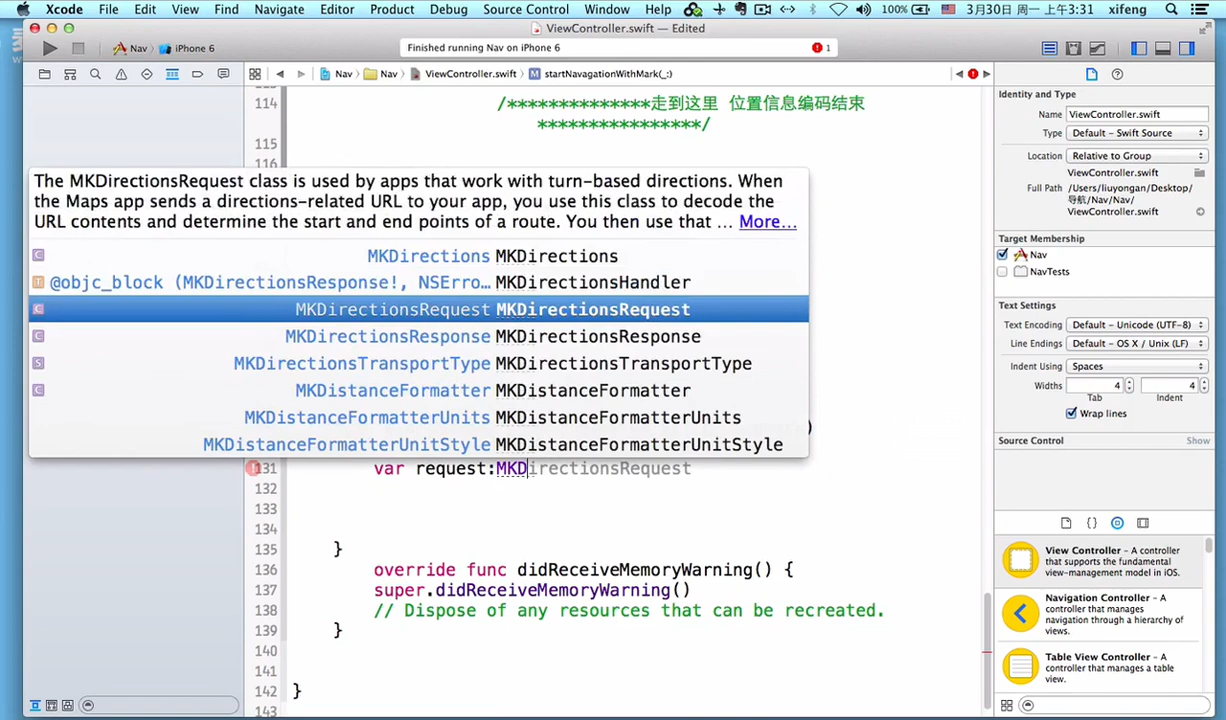 Xcode File Edit View Find Navigate Editor Product Debug Source Control Window Help 100% 3月30日 周一 上午3:31 xifeng
ViewController.swift — Edited
Nav iPhone 6 Finished running Nav on iPhone 6 1
Nav Nav ViewController.swift startNavagationWithMark(_:)
114 /**************走到这里 位置信息编码结束
****************/
115
116
The MKDirectionsRequest class is used by apps that work with turn-based directions. When
the Maps app sends a directions-related URL to your app, you use this class to decode the
URL contents and determine the start and end points of a route. You then use that … More…
C MKDirections MKDirections
T @objc_block (MKDirectionsResponse!, NSErro… MKDirectionsHandler
C MKDirectionsRequest MKDirectionsRequest
C MKDirectionsResponse MKDirectionsResponse
S MKDirectionsTransportType MKDirectionsTransportType
C MKDistanceFormatter MKDistanceFormatter
MKDistanceFormatterUnits MKDistanceFormatterUnits
MKDistanceFormatterUnitStyle MKDistanceFormatterUnitStyle
)
131 var request:MKDirectionsRequest
132
133
134
135 }
136 override func didReceiveMemoryWarning() {
137 super.didReceiveMemoryWarning()
138 // Dispose of any resources that can be recreated.
139 }
140
141
142 }
143
Identity and Type
Name ViewController.swift
Type Default - Swift Source
Location Relative to Group
ViewController.swift
Full Path /Users/liuyongan/Desktop/
导航/Nav/Nav/
ViewController.swift
Target Membership
Nav
NavTests
Text Settings
Text Encoding Default - Unicode (UTF-8)
Line Endings Default - OS X / Unix (LF)
Indent Using Spaces
Widths 4 4
Tab Indent
Wrap lines
Source Control Show
View Controller - A controller
that supports the fundamental
view-management model in iOS.
Navigation Controller - A
controller that manages
navigation through a hierarchy of
views.
Table View Controller - A
controller that manages a table
view.